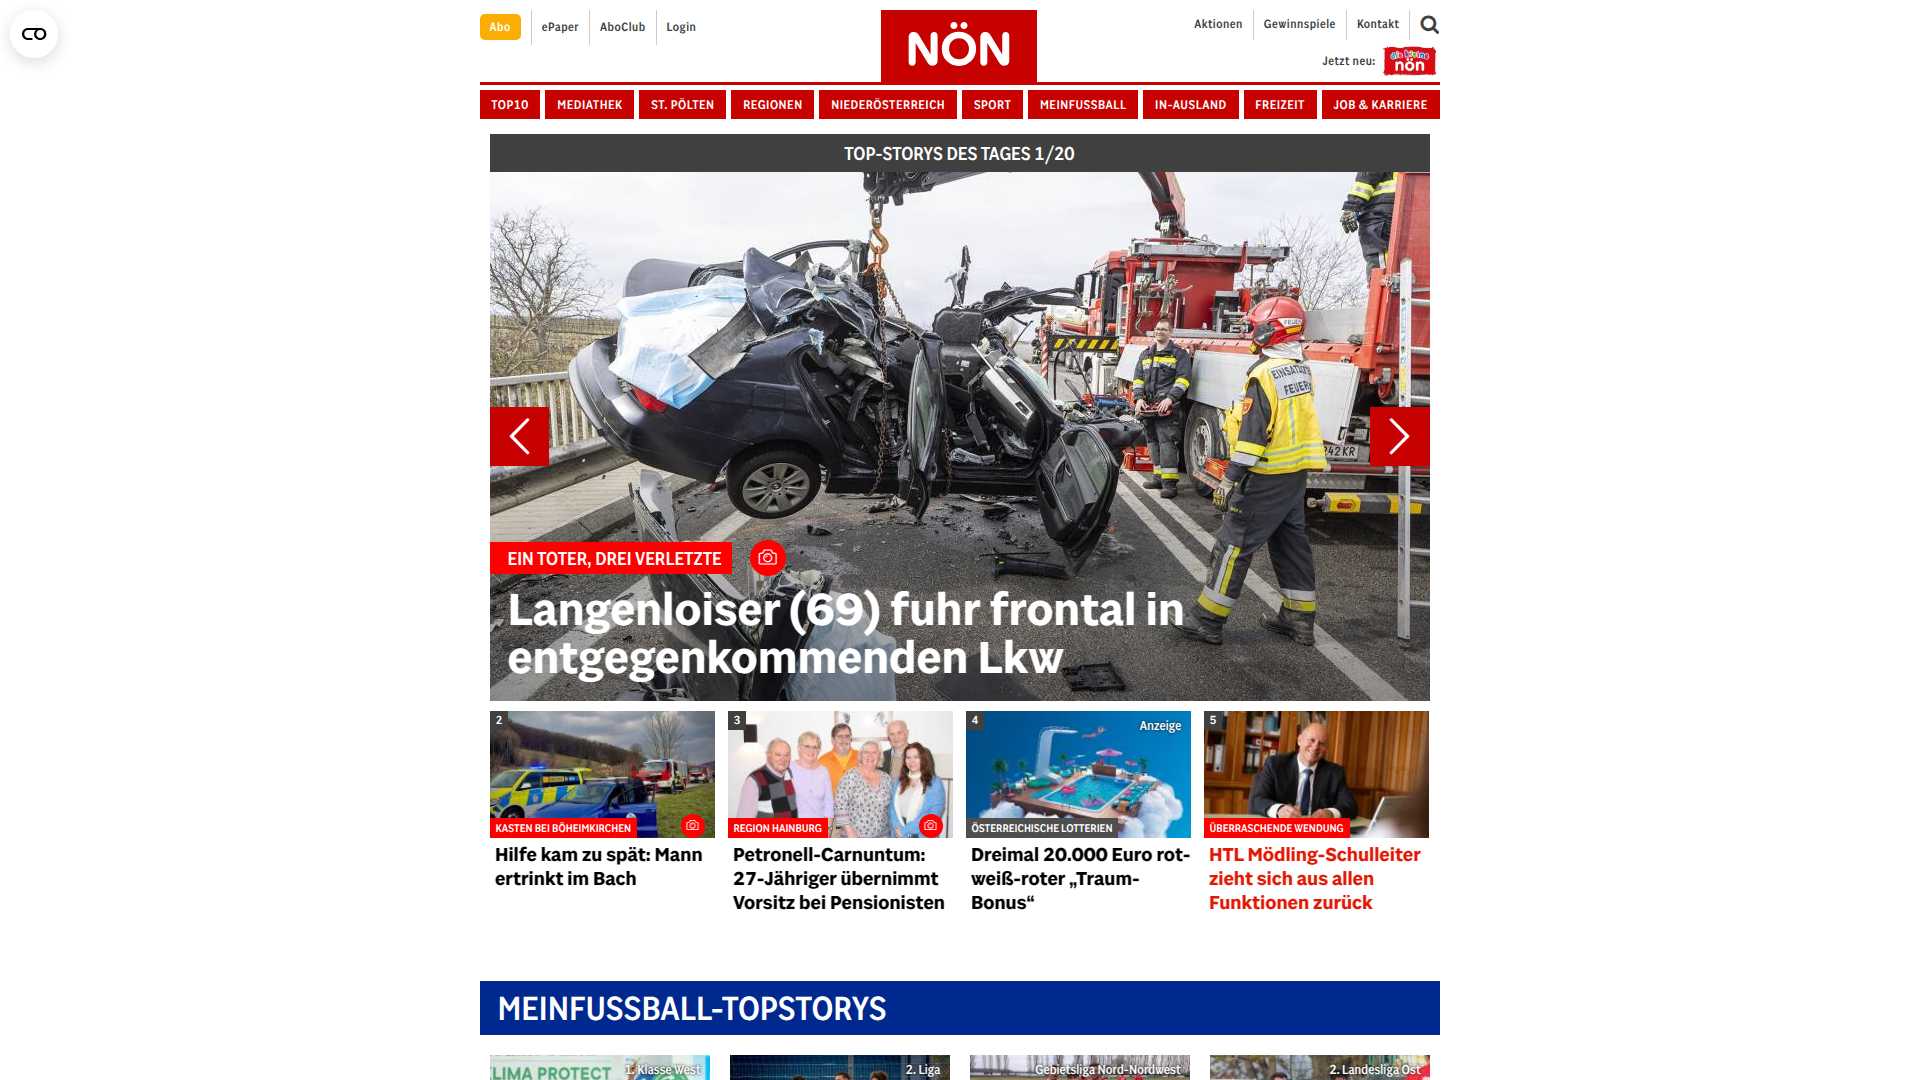 Abo
ePaper
AboClub
Login
NÖN
Aktionen
Gewinnspiele
Kontakt
Jetzt neu:
die kleine
nön
TOP10
MEDIATHEK
ST. PÖLTEN
REGIONEN
NIEDERÖSTERREICH
SPORT
MEINFUSSBALL
IN-AUSLAND
FREIZEIT
JOB & KARRIERE
TOP-STORYS DES TAGES 1/20
EINSATZ
FEUER
EIN TOTER, DREI VERLETZTE
Langenloiser (69) fuhr frontal in
entgegenkommenden Lkw
2
KASTEN BEI BÖHEIMKIRCHEN
Hilfe kam zu spät: Mann
ertrinkt im Bach
3
REGION HAINBURG
Petronell-Carnuntum:
27-Jähriger übernimmt
Vorsitz bei Pensionisten
4
Anzeige
ÖSTERREICHISCHE LOTTERIEN
Dreimal 20.000 Euro rot-
weiß-roter „Traum-
Bonus“
5
ÜBERRASCHENDE WENDUNG
HTL Mödling-Schulleiter
zieht sich aus allen
Funktionen zurück
MEINFUSSBALL-TOPSTORYS
KLIMA PROTECT
1. Klasse West
2. Liga
Gebietsliga Nord-Nordwest
2. Landesliga Ost